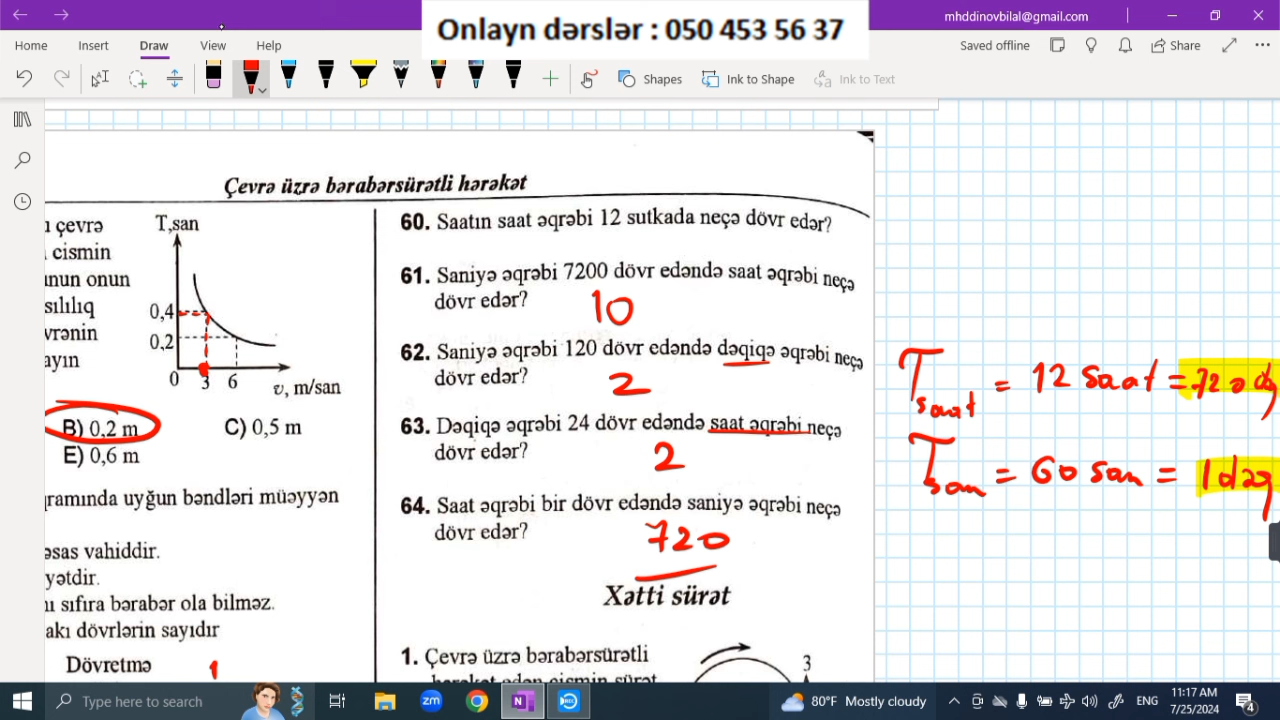 Onlayn dərslər : 050 453 56 37
mhddinovbilal@gmail.com
Home Insert Draw View Help
Saved offline
Share
Shapes
Ink to Shape
Ink to Text
Çevrə üzrə bərabərsürətli hərəkət
çevrə
cismin
onun
yın
T,san
0,4
0,2
0 3 6
υ, m/san
B) 0,2 m
C) 0,5 m
E) 0,6 m
uyğun bəndləri müəyyən
əsas vahiddir.
sıfıra bərabər ola bilməz.
dövrlərin sayıdır
Dövretmə
1
60. Saatın saat əqrəbi 12 sutkada neçə dövr edər?
61. Saniyə əqrəbi 7200 dövr edəndə saat əqrəbi neçə
dövr edər?
10
62. Saniyə əqrəbi 120 dövr edəndə dəqiqə əqrəbi neçə
dövr edər?
2
63. Dəqiqə əqrəbi 24 dövr edəndə saat əqrəbi neçə
dövr edər?
2
64. Saat əqrəbi bir dövr edəndə saniyə əqrəbi neçə
dövr edər?
720
Xətti sürət
1. Çevrə üzrə bərabərsürətli
3
T saat = 12 saat = 720 dq
T san = 60 san = 1 dəq
Type here to search
80°F Mostly cloudy
ENG
11:17 AM
7/25/2024
4